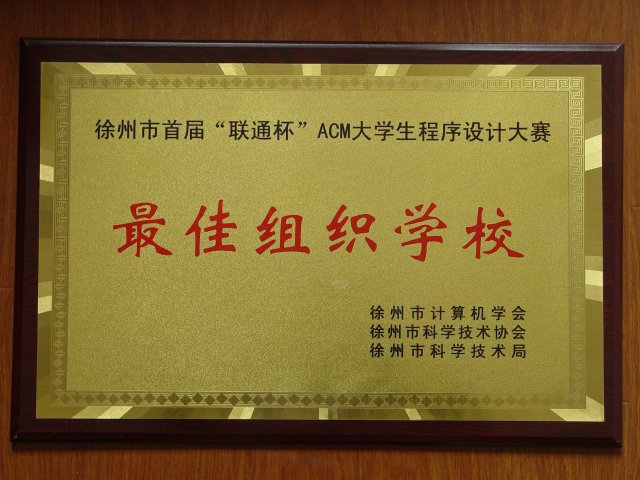 徐州市首届“联通杯”ACM大学生程序设计大赛
最佳组织学校
徐州市计算机学会
徐州市科学技术协会
徐州市科学技术局